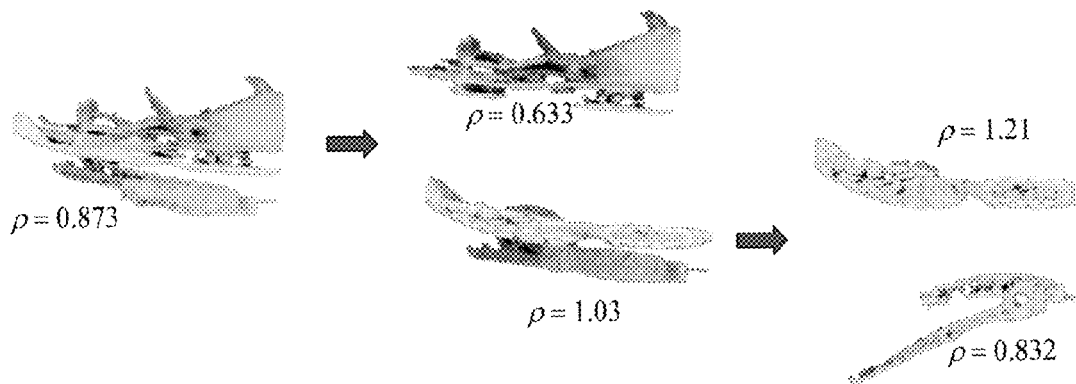 ρ = 0.873
ρ = 0.633
ρ = 1.03
ρ = 1.21
ρ = 0.832